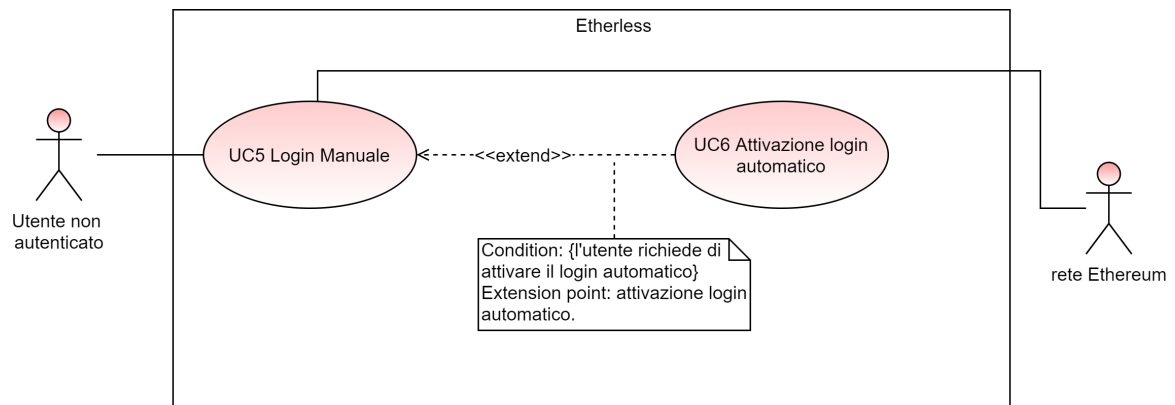 Etherless
UC5 Login Manuale
<<extend>>
UC6 Attivazione login
automatico
Utente non
autenticato
Condition: {l'utente richiede di
attivare il login automatico}
Extension point: attivazione login
automatico.
rete Ethereum